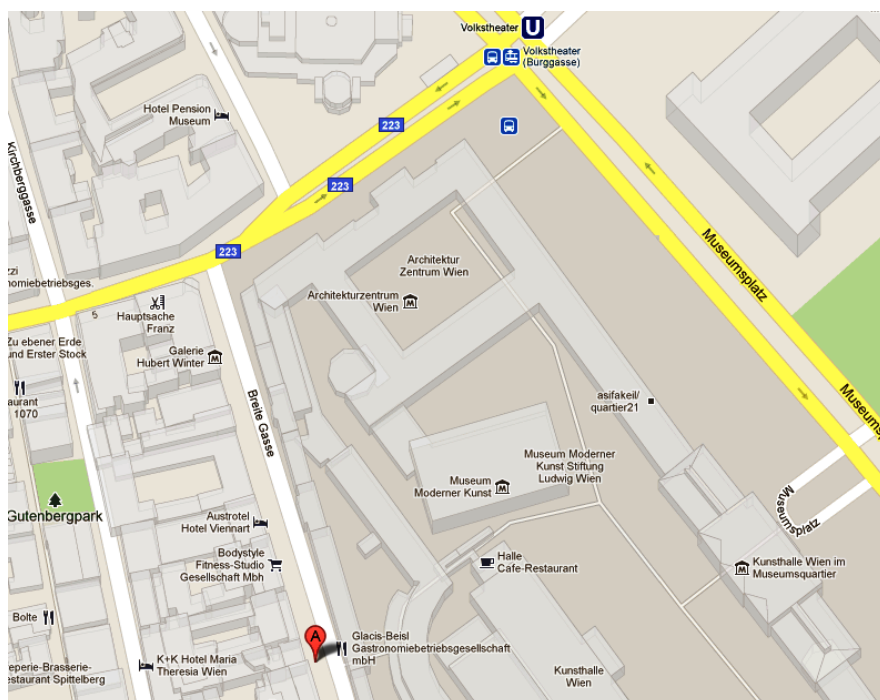 Volkstheater
U
Volkstheater
(Burggasse)
Hotel Pension
Museum
223
223
223
Kirchberggasse
Museumsplatz
Architektur
Zentrum Wien
Architekturzentrum
Wien
zzi
nomiebetriebsges.
Hauptsache
Franz
5
Zu ebener Erde
und Erster Stock
Galerie
Hubert Winter
aurant
1070
Breite Gasse
asifakeil/
quartier21
Museumsp
Museum Moderner
Kunst Stiftung
Ludwig Wien
Museum
Moderner Kunst
Museumsplatz
Gutenbergpark
Austrotel
Hotel Viennart
Bodystyle
Fitness-Studio
Gesellschaft Mbh
Halle
Cafe-Restaurant
Kunsthalle Wien im
Museumsquartier
Bolte
A
Glacis-Beisl
Gastronomiebetriebsgesellschaft
mbH
K+K Hotel Maria
Theresia Wien
eperie-Brasserie-
estaurant Spittelberg
Kunsthalle
Wien